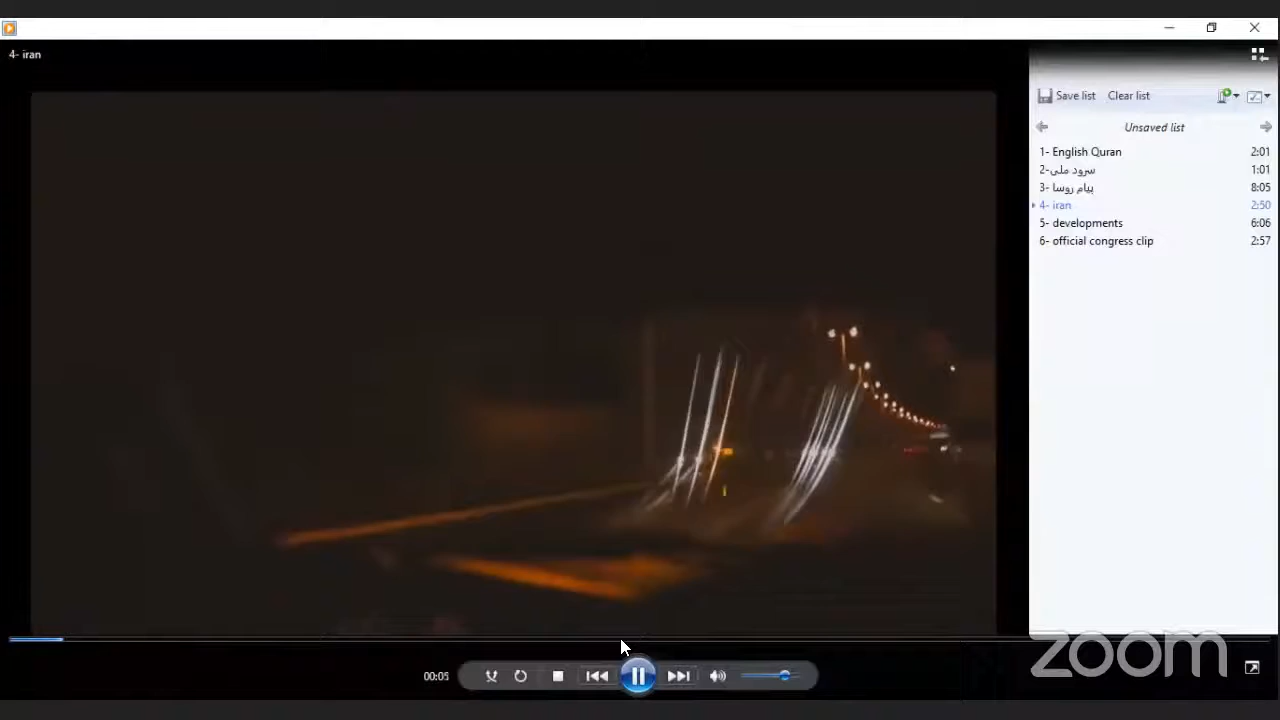 4- iran
Save list Clear list
Unsaved list
1- English Quran 2:01
2-سرود ملی 1:01
3- پیام روسا 8:05
4- iran 2:50
5- developments 6:06
6- official congress clip 2:57
zoom
00:05